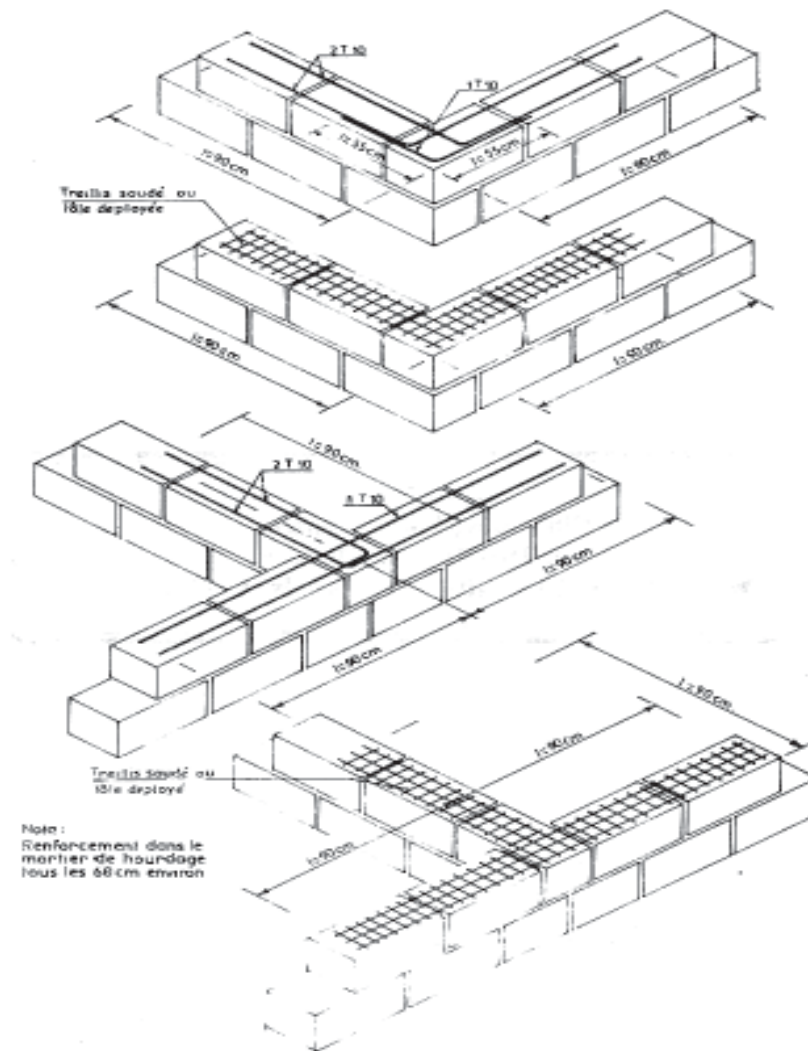 2 T 10
1 T 10
l=55cm
l=55cm
l=90cm
l=90cm
Treillis soudé ou
tôle deployée
l=90cm
l=90cm
l=90cm
2 T 10
1 T 10
l=90cm
l=90cm
l=90cm
l=90cm
Treillis soudé ou
tôle deployé
l=90cm
Note :
Renforcement dans le
mortier de hourdage
tous les 60cm environ